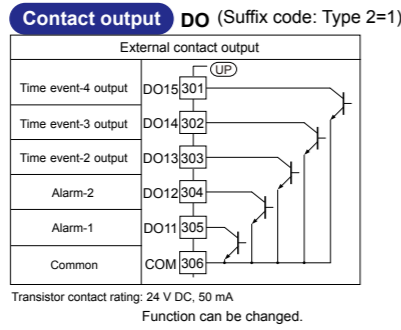 Contact output DO (Suffix code: Type 2=1)
External contact output
UP
Time event-4 output DO15 301
Time event-3 output DO14 302
Time event-2 output DO13 303
Alarm-2 DO12 304
Alarm-1 DO11 305
Common COM 306
Transistor contact rating: 24 V DC, 50 mA
Function can be changed.